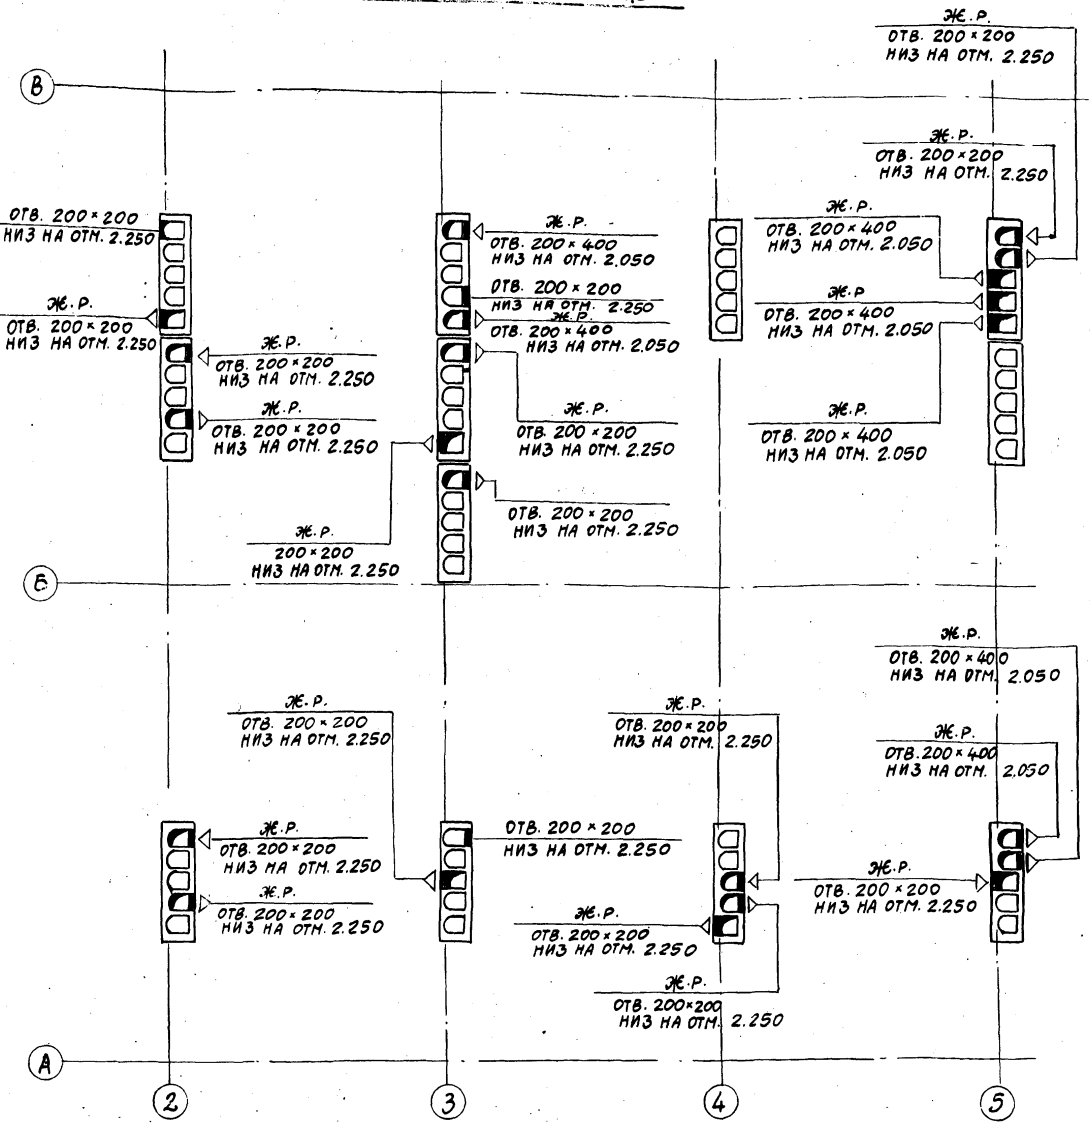 Ж.Р.
ОТВ. 200×200
НИЗ НА ОТМ. 2.250
В
Ж.Р.
ОТВ. 200×200
НИЗ НА ОТМ. 2.250
ОТВ. 200×200
НИЗ НА ОТМ. 2.250
Ж.Р.
ОТВ. 200×400
НИЗ НА ОТМ. 2.050
Ж.Р.
ОТВ. 200×400
НИЗ НА ОТМ. 2.050
ОТВ. 200×200
НИЗ НА ОТМ. 2.250
Ж.Р.
ОТВ. 200×400
НИЗ НА ОТМ. 2.050
Ж.Р
ОТВ. 200×400
НИЗ НА ОТМ. 2.050
Ж.Р.
ОТВ. 200×200
НИЗ НА ОТМ. 2.250
Ж.Р.
ОТВ. 200×200
НИЗ НА ОТМ. 2.250
Ж.Р.
ОТВ. 200×200
НИЗ НА ОТМ. 2.250
Ж.Р.
ОТВ. 200×200
НИЗ НА ОТМ. 2.250
Ж.Р.
ОТВ. 200×400
НИЗ НА ОТМ. 2.050
ОТВ. 200×200
НИЗ НА ОТМ. 2.250
Ж.Р.
200×200
НИЗ НА ОТМ. 2.250
Б
Ж.Р.
ОТВ. 200×400
НИЗ НА ОТМ. 2.050
Ж.Р.
ОТВ. 200×200
НИЗ НА ОТМ. 2.250
Ж.Р.
ОТВ. 200×200
НИЗ НА ОТМ. 2.250
Ж.Р.
ОТВ. 200×400
НИЗ НА ОТМ. 2.050
Ж.Р.
ОТВ. 200×200
НИЗ НА ОТМ. 2.250
ОТВ. 200×200
НИЗ НА ОТМ. 2.250
Ж.Р.
ОТВ. 200×200
НИЗ НА ОТМ. 2.250
Ж.Р.
ОТВ. 200×200
НИЗ НА ОТМ. 2.250
Ж.Р.
ОТВ. 200×200
НИЗ НА ОТМ. 2.250
Ж.Р.
ОТВ. 200×200
НИЗ НА ОТМ. 2.250
А
2
3
4
5